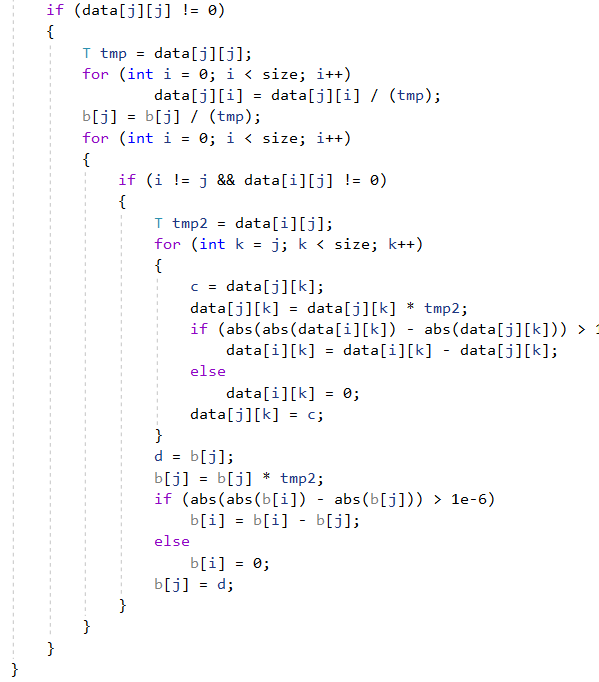 if (data[j][j] != 0)
{
T tmp = data[j][j];
for (int i = 0; i < size; i++)
data[j][i] = data[j][i] / (tmp);
b[j] = b[j] / (tmp);
for (int i = 0; i < size; i++)
{
if (i != j && data[i][j] != 0)
{
T tmp2 = data[i][j];
for (int k = j; k < size; k++)
{
c = data[j][k];
data[j][k] = data[j][k] * tmp2;
if (abs(abs(data[i][k]) - abs(data[j][k])) >
data[i][k] = data[i][k] - data[j][k];
else
data[i][k] = 0;
data[j][k] = c;
}
d = b[j];
b[j] = b[j] * tmp2;
if (abs(abs(b[i]) - abs(b[j])) > 1e-6)
b[i] = b[i] - b[j];
else
b[i] = 0;
b[j] = d;
}
}
}
}